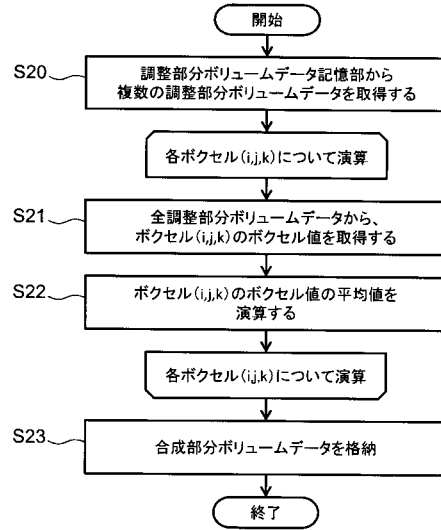 開始
S20
調整部分ボリュームデータ記憶部から
複数の調整部分ボリュームデータを取得する
各ボクセル(i,j,k)について演算
S21
全調整部分ボリュームデータから、
ボクセル(i,j,k)のボクセル値を取得する
S22
ボクセル(i,j,k)のボクセル値の平均値を
演算する
各ボクセル(i,j,k)について演算
S23
合成部分ボリュームデータを格納
終了